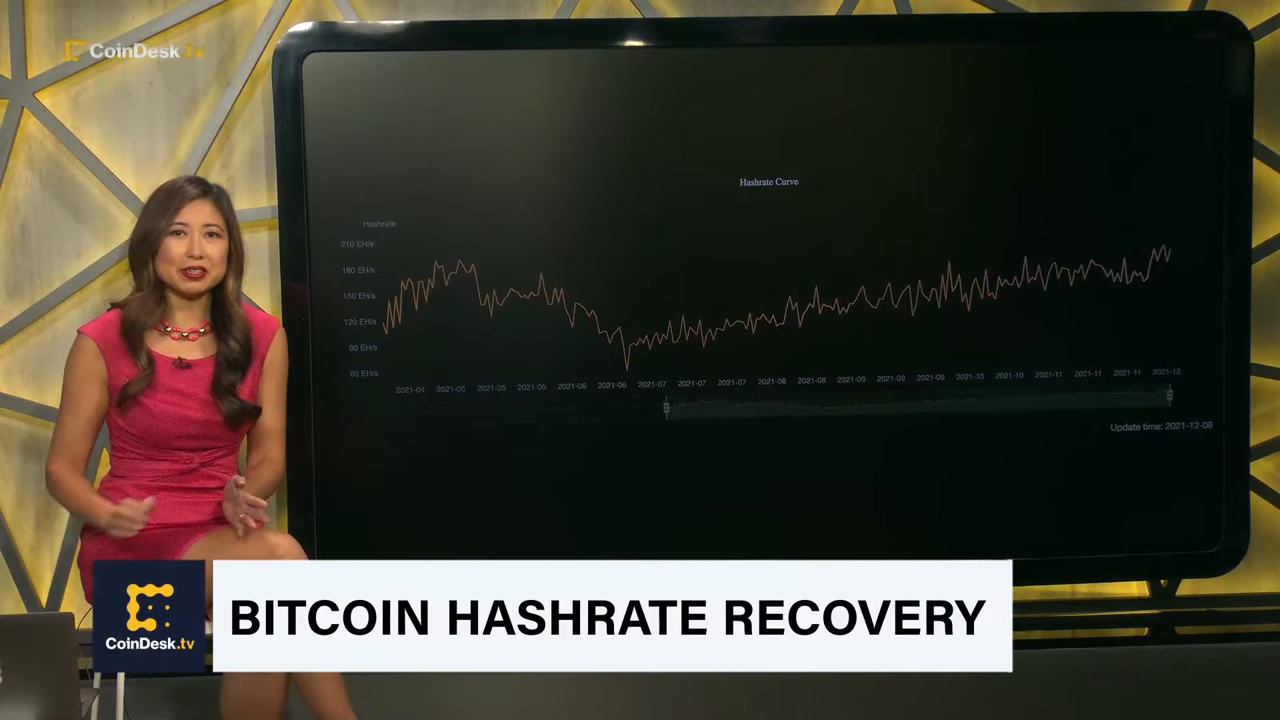 CoinDesk.tv
Hashrate Curve
Hashrate
210 EH/s
180 EH/s
150 EH/s
120 EH/s
90 EH/s
60 EH/s
2021-04 2021-05 2021-05 2021-05 2021-06 2021-06 2021-07 2021-07 2021-07 2021-08 2021-08 2021-09 2021-09 2021-09 2021-10 2021-10 2021-11 2021-11 2021-11 2021-12
Update time: 2021-12-09
BITCOIN HASHRATE RECOVERY
CoinDesk.tv